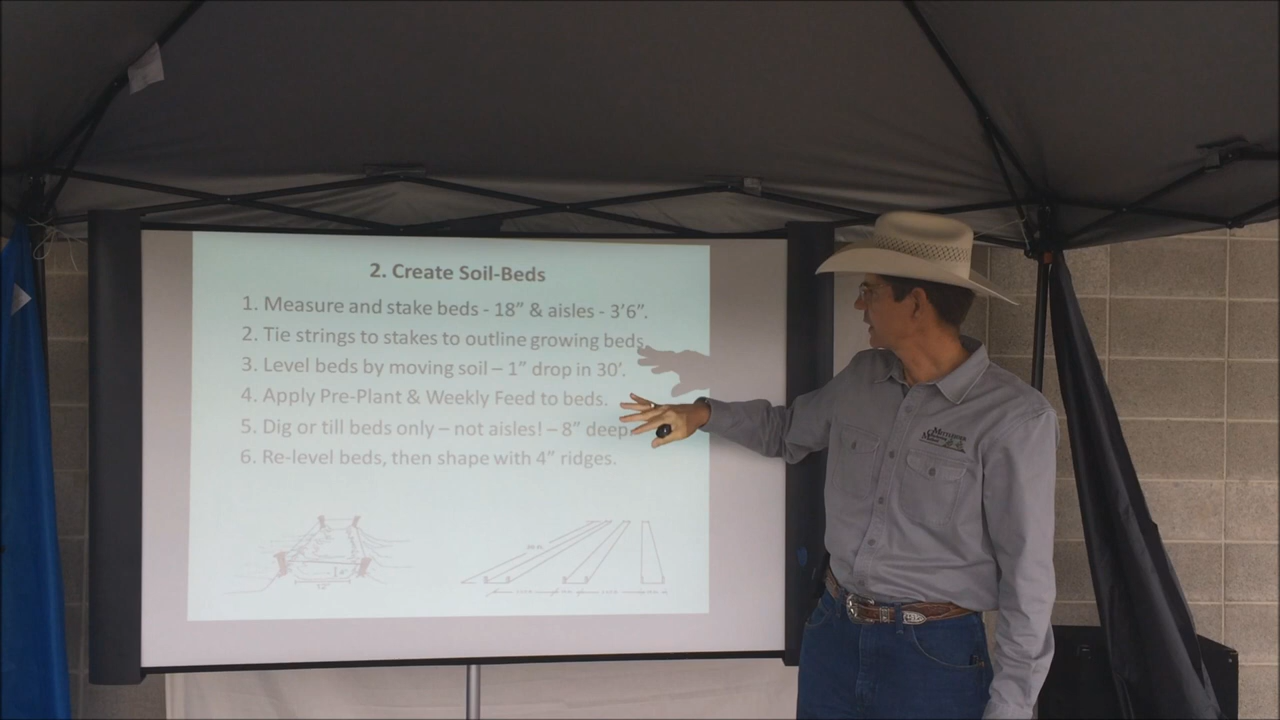 2. Create Soil-Beds
1. Measure and stake beds - 18” & aisles - 3’6”.
2. Tie strings to stakes to outline growing beds.
3. Level beds by moving soil – 1” drop in 30’.
4. Apply Pre-Plant & Weekly Feed to beds.
5. Dig or till beds only – not aisles! – 8” deep.
6. Re-level beds, then shape with 4” ridges.
12"